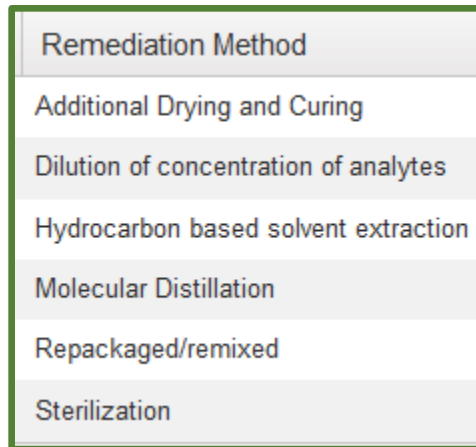 Remediation Method
Additional Drying and Curing
Dilution of concentration of analytes
Hydrocarbon based solvent extraction
Molecular Distillation
Repackaged/remixed
Sterilization